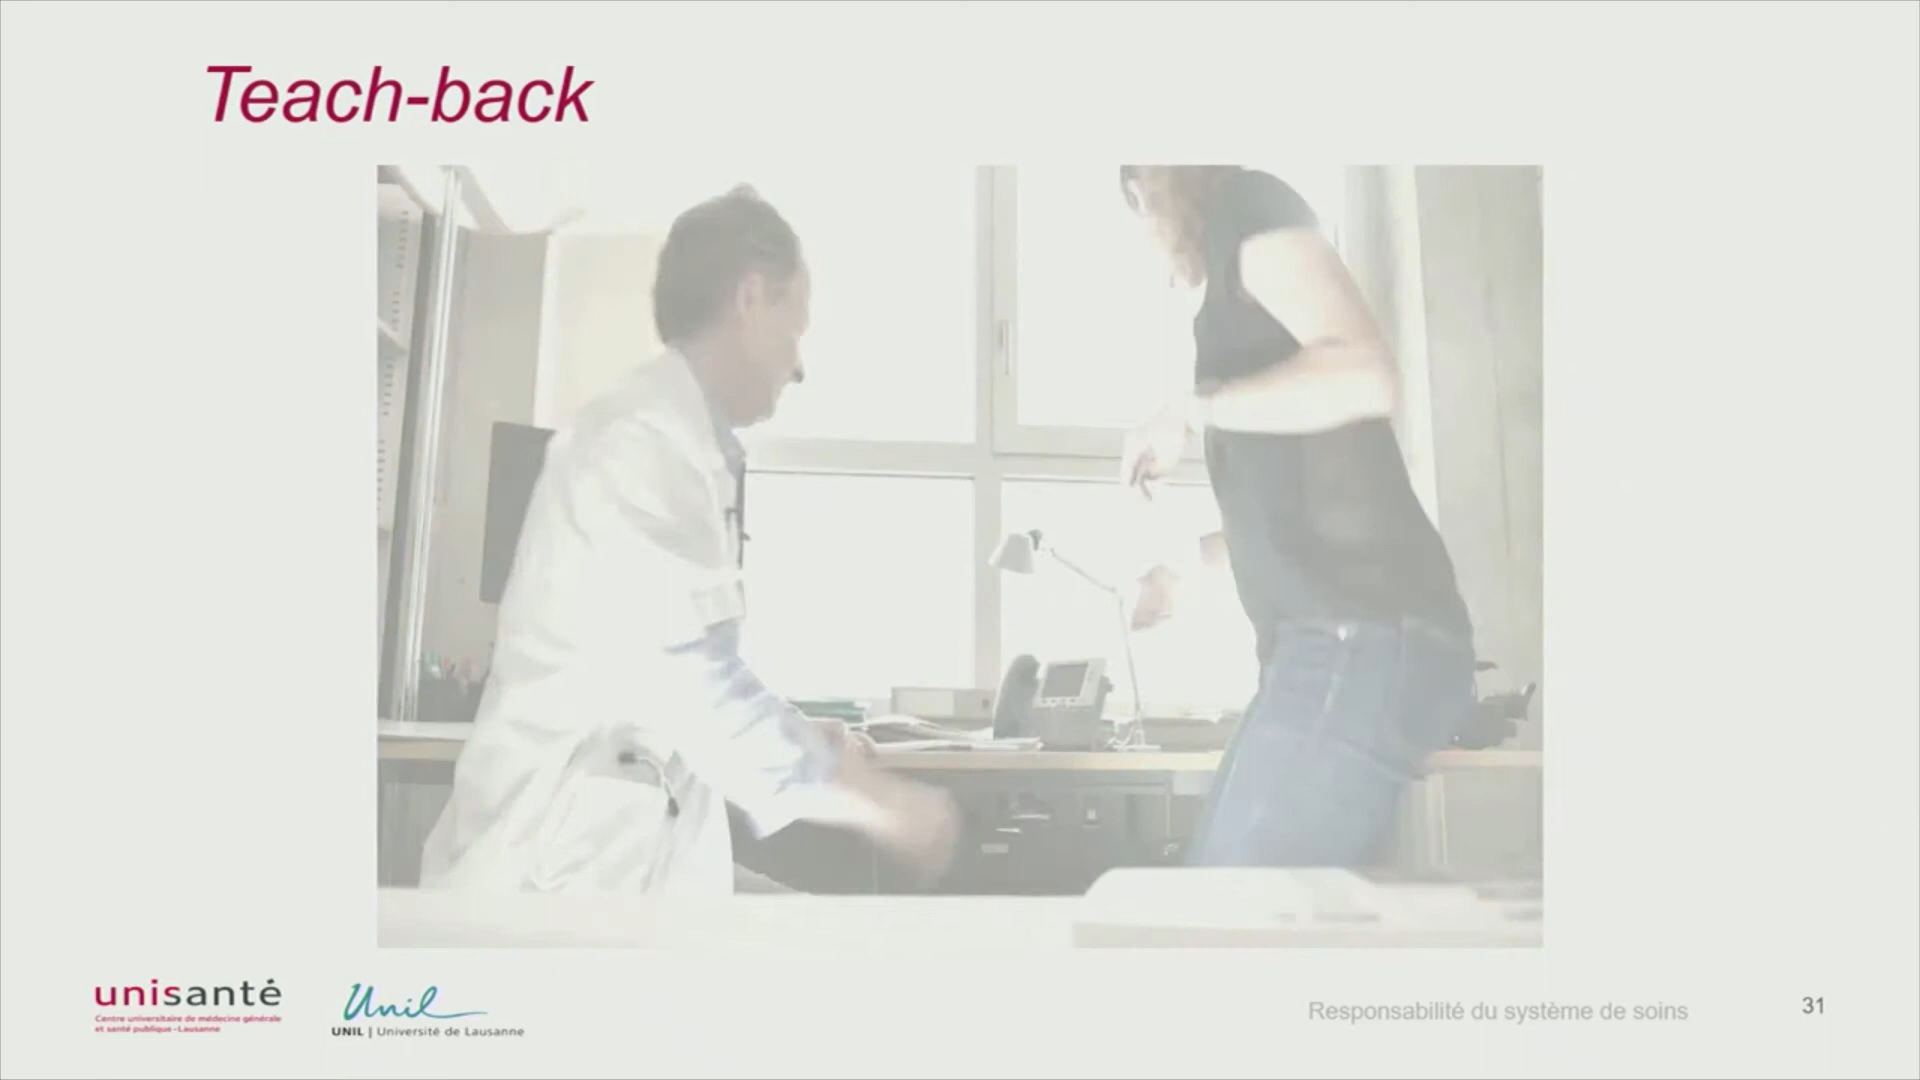 Teach-back
unisanté
Centre universitaire de médecine générale
et santé publique – Lausanne
Unil
UNIL | Université de Lausanne
Responsabilité du système de soins
31